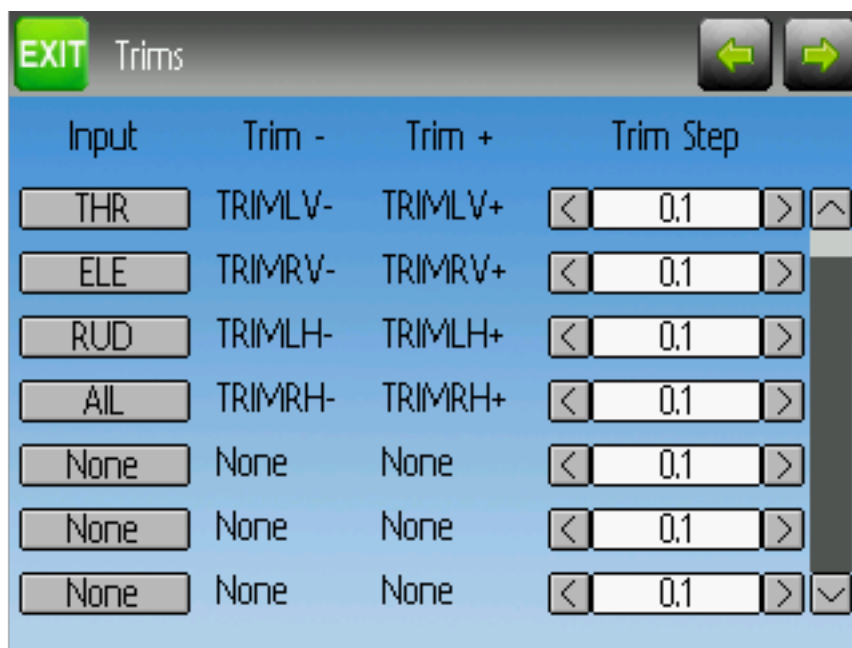 EXIT Trims
Input Trim - Trim + Trim Step
THR TRIMLV- TRIMLV+ < 0.1 >
ELE TRIMRV- TRIMRV+ < 0.1 >
RUD TRIMLH- TRIMLH+ < 0.1 >
AIL TRIMRH- TRIMRH+ < 0.1 >
None None None < 0.1 >
None None None < 0.1 >
None None None < 0.1 >